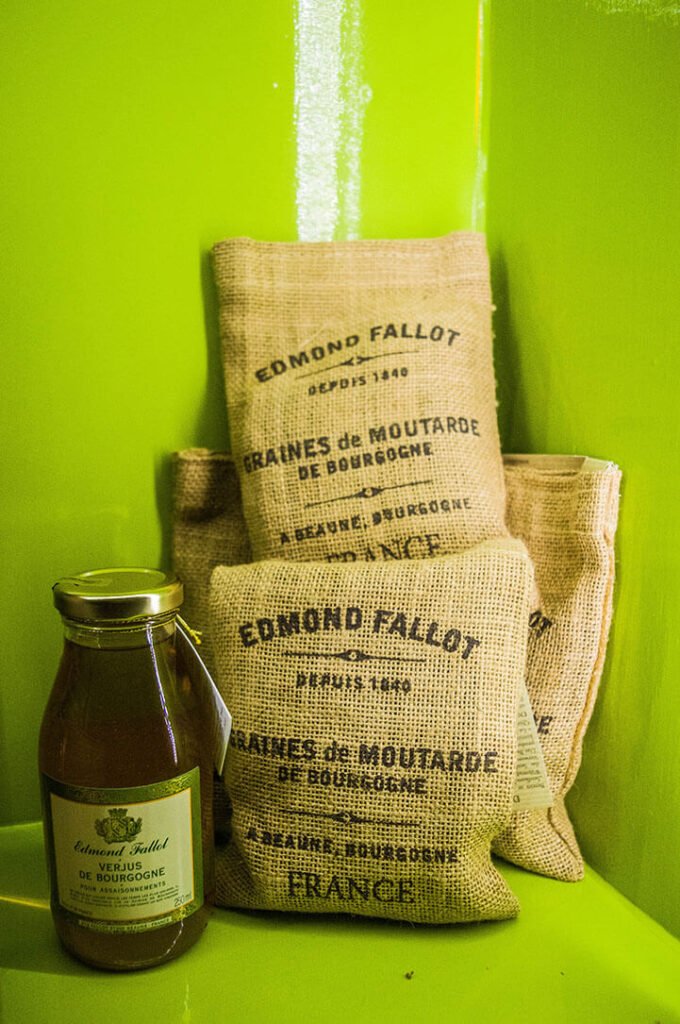 EDMOND FALLOT
DEPUIS 1840
GRAINES de MOUTARDE
DE BOURGOGNE
A BEAUNE, BOURGOGNE
FRANCE
EDMOND FALLOT
DEPUIS 1840
GRAINES de MOUTARDE
DE BOURGOGNE
A BEAUNE, BOURGOGNE
FRANCE
Edmond Fallot
VERJUS
DE BOURGOGNE
POUR ASSAISONNEMENTS
250